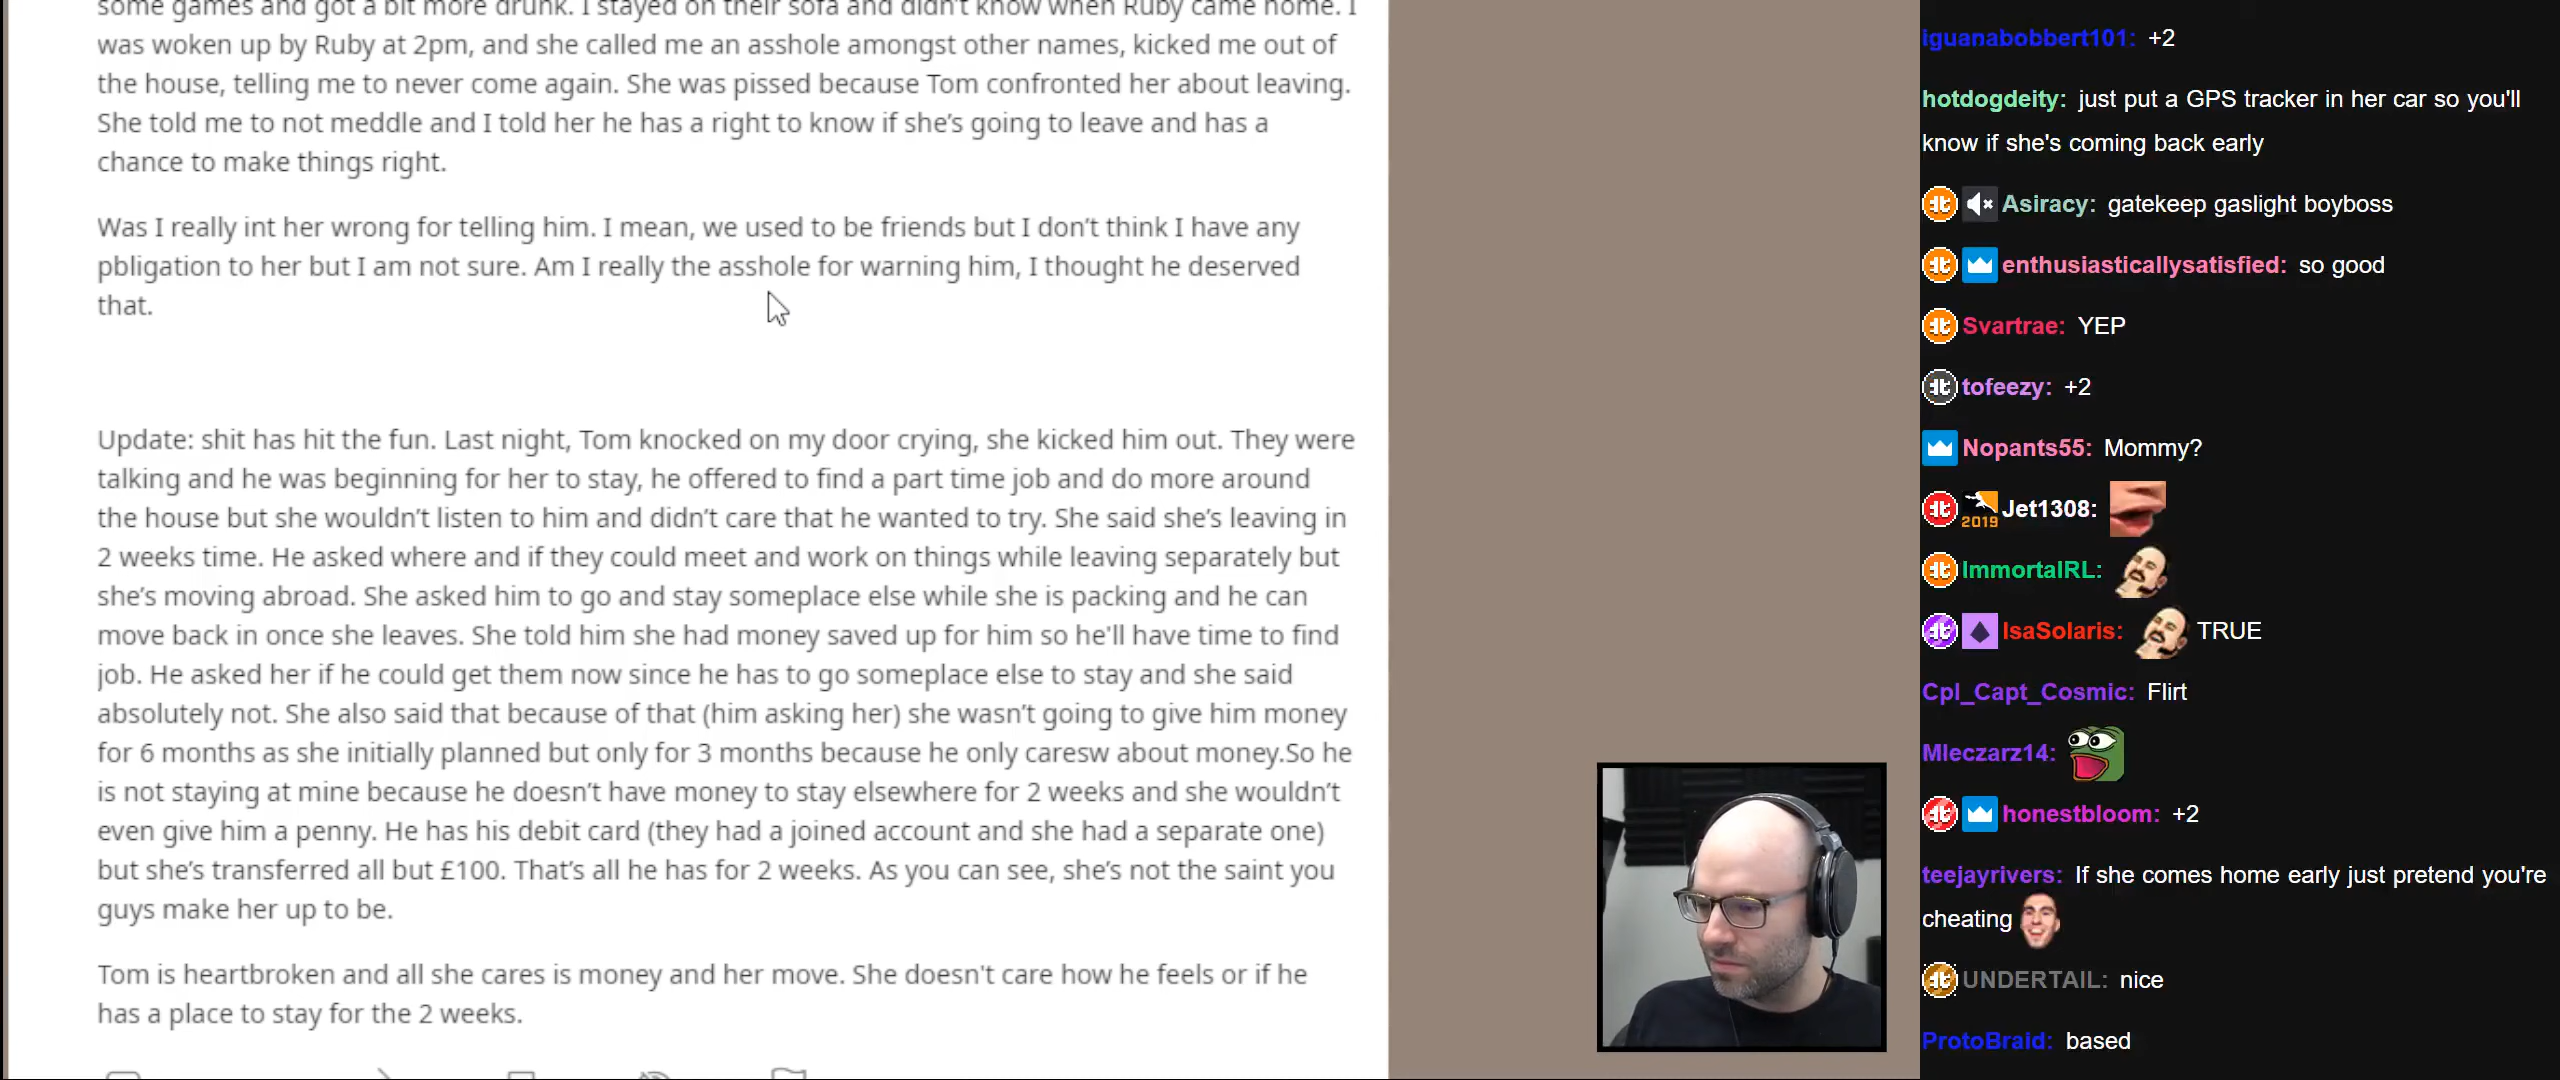 some games and got a bit more drunk. I stayed on their sofa and didn't know when Ruby came home. I
was woken up by Ruby at 2pm, and she called me an asshole amongst other names, kicked me out of
the house, telling me to never come again. She was pissed because Tom confronted her about leaving.
She told me to not meddle and I told her he has a right to know if she's going to leave and has a
chance to make things right.
Was I really int her wrong for telling him. I mean, we used to be friends but I don't think I have any
pbligation to her but I am not sure. Am I really the asshole for warning him, I thought he deserved
that.
Update: shit has hit the fun. Last night, Tom knocked on my door crying, she kicked him out. They were
talking and he was beginning for her to stay, he offered to find a part time job and do more around
the house but she wouldn't listen to him and didn't care that he wanted to try. She said she's leaving in
2 weeks time. He asked where and if they could meet and work on things while leaving separately but
she's moving abroad. She asked him to go and stay someplace else while she is packing and he can
move back in once she leaves. She told him she had money saved up for him so he'll have time to find
job. He asked her if he could get them now since he has to go someplace else to stay and she said
absolutely not. She also said that because of that (him asking her) she wasn't going to give him money
for 6 months as she initially planned but only for 3 months because he only caresw about money.So he
is not staying at mine because he doesn't have money to stay elsewhere for 2 weeks and she wouldn't
even give him a penny. He has his debit card (they had a joined account and she had a separate one)
but she's transferred all but £100. That's all he has for 2 weeks. As you can see, she's not the saint you
guys make her up to be.
Tom is heartbroken and all she cares is money and her move. She doesn't care how he feels or if he
has a place to stay for the 2 weeks.
iguanabobbert101: +2
hotdogdeity: just put a GPS tracker in her car so you'll
know if she's coming back early
Asiracy: gatekeep gaslight boyboss
enthusiasticallysatisfied: so good
Svartrae: YEP
tofeezy: +2
Nopants55: Mommy?
2019 Jet1308:
ImmortalRL:
IsaSolaris: TRUE
Cpl_Capt_Cosmic: Flirt
Mleczarz14:
honestbloom: +2
teejayrivers: If she comes home early just pretend you're
cheating
UNDERTAIL: nice
ProtoBraid: based